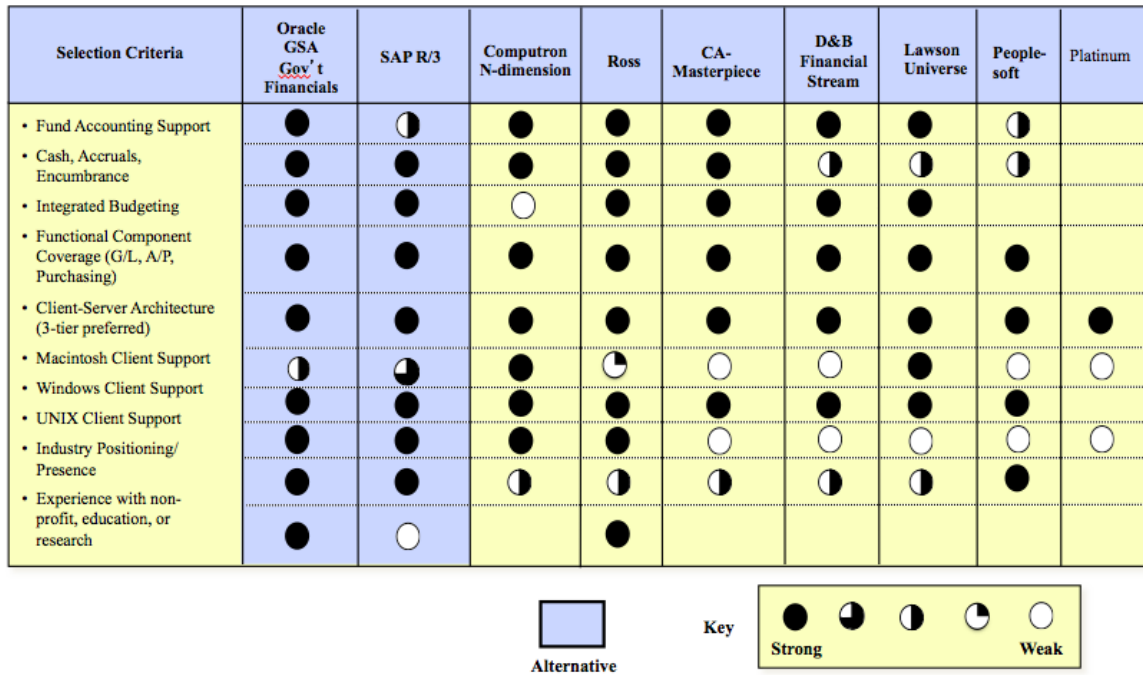 Selection Criteria
Oracle
GSA
Gov't
Financials
SAP R/3
Computron
N-dimension
Ross
CA-
Masterpiece
D&B
Financial
Stream
Lawson
Universe
People-
soft
Platinum
• Fund Accounting Support
• Cash, Accruals,
Encumbrance
• Integrated Budgeting
• Functional Component
Coverage (G/L, A/P,
Purchasing)
• Client-Server Architecture
(3-tier preferred)
• Macintosh Client Support
• Windows Client Support
• UNIX Client Support
• Industry Positioning/
Presence
• Experience with non-
profit, education, or
research
Alternative
Key
Strong
Weak